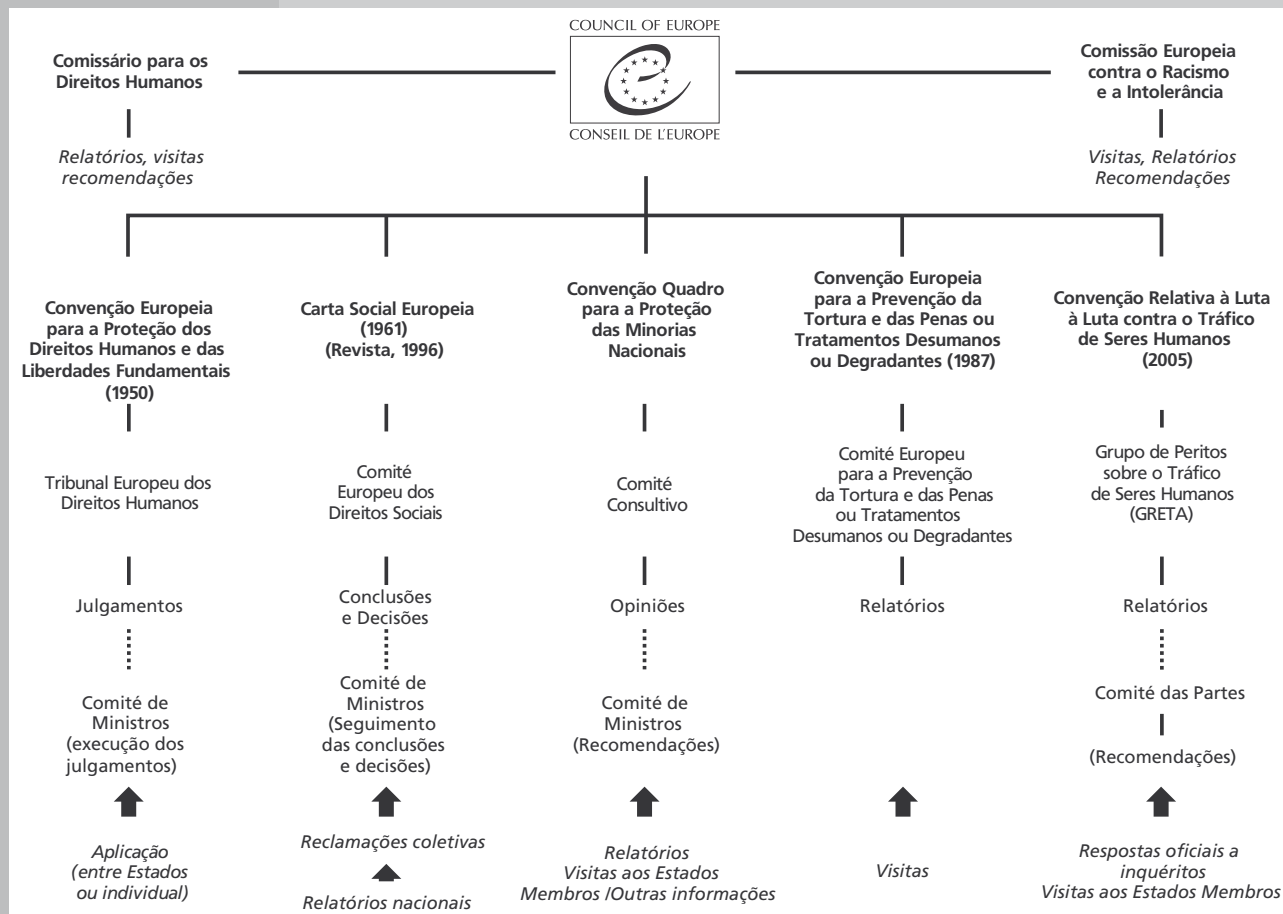 COUNCIL OF EUROPE
CONSEIL DE L'EUROPE
Comissário para os
Direitos Humanos
Relatórios, visitas
recomendações
Comissão Europeia
contra o Racismo
e a Intolerância
Visitas, Relatórios
Recomendações
Convenção Europeia
para a Proteção dos
Direitos Humanos e das
Liberdades Fundamentais
(1950)
Tribunal Europeu dos
Direitos Humanos
Julgamentos
Comité de
Ministros
(execução dos
julgamentos)
Aplicação
(entre Estados
ou individual)
Carta Social Europeia
(1961)
(Revista, 1996)
Comité
Europeu dos
Direitos Sociais
Conclusões
e Decisões
Comité de
Ministros
(Seguimento
das conclusões
e decisões)
Reclamações coletivas
Relatórios nacionais
Convenção Quadro
para a Proteção
das Minorias
Nacionais
Comité
Consultivo
Opiniões
Comité de
Ministros
(Recomendações)
Relatórios
Visitas aos Estados
Membros /Outras informações
Convenção Europeia
para a Prevenção da
Tortura e das Penas ou
Tratamentos Desumanos
ou Degradantes (1987)
Comité Europeu
para a Prevenção
da Tortura e das Penas
ou Tratamentos
Desumanos ou Degradantes
Relatórios
Visitas
Convenção Relativa à Luta
à Luta contra o Tráfico
de Seres Humanos
(2005)
Grupo de Peritos
sobre o Tráfico
de Seres Humanos
(GRETA)
Relatórios
Comité das Partes
(Recomendações)
Respostas oficiais a
inquéritos
Visitas aos Estados Membros